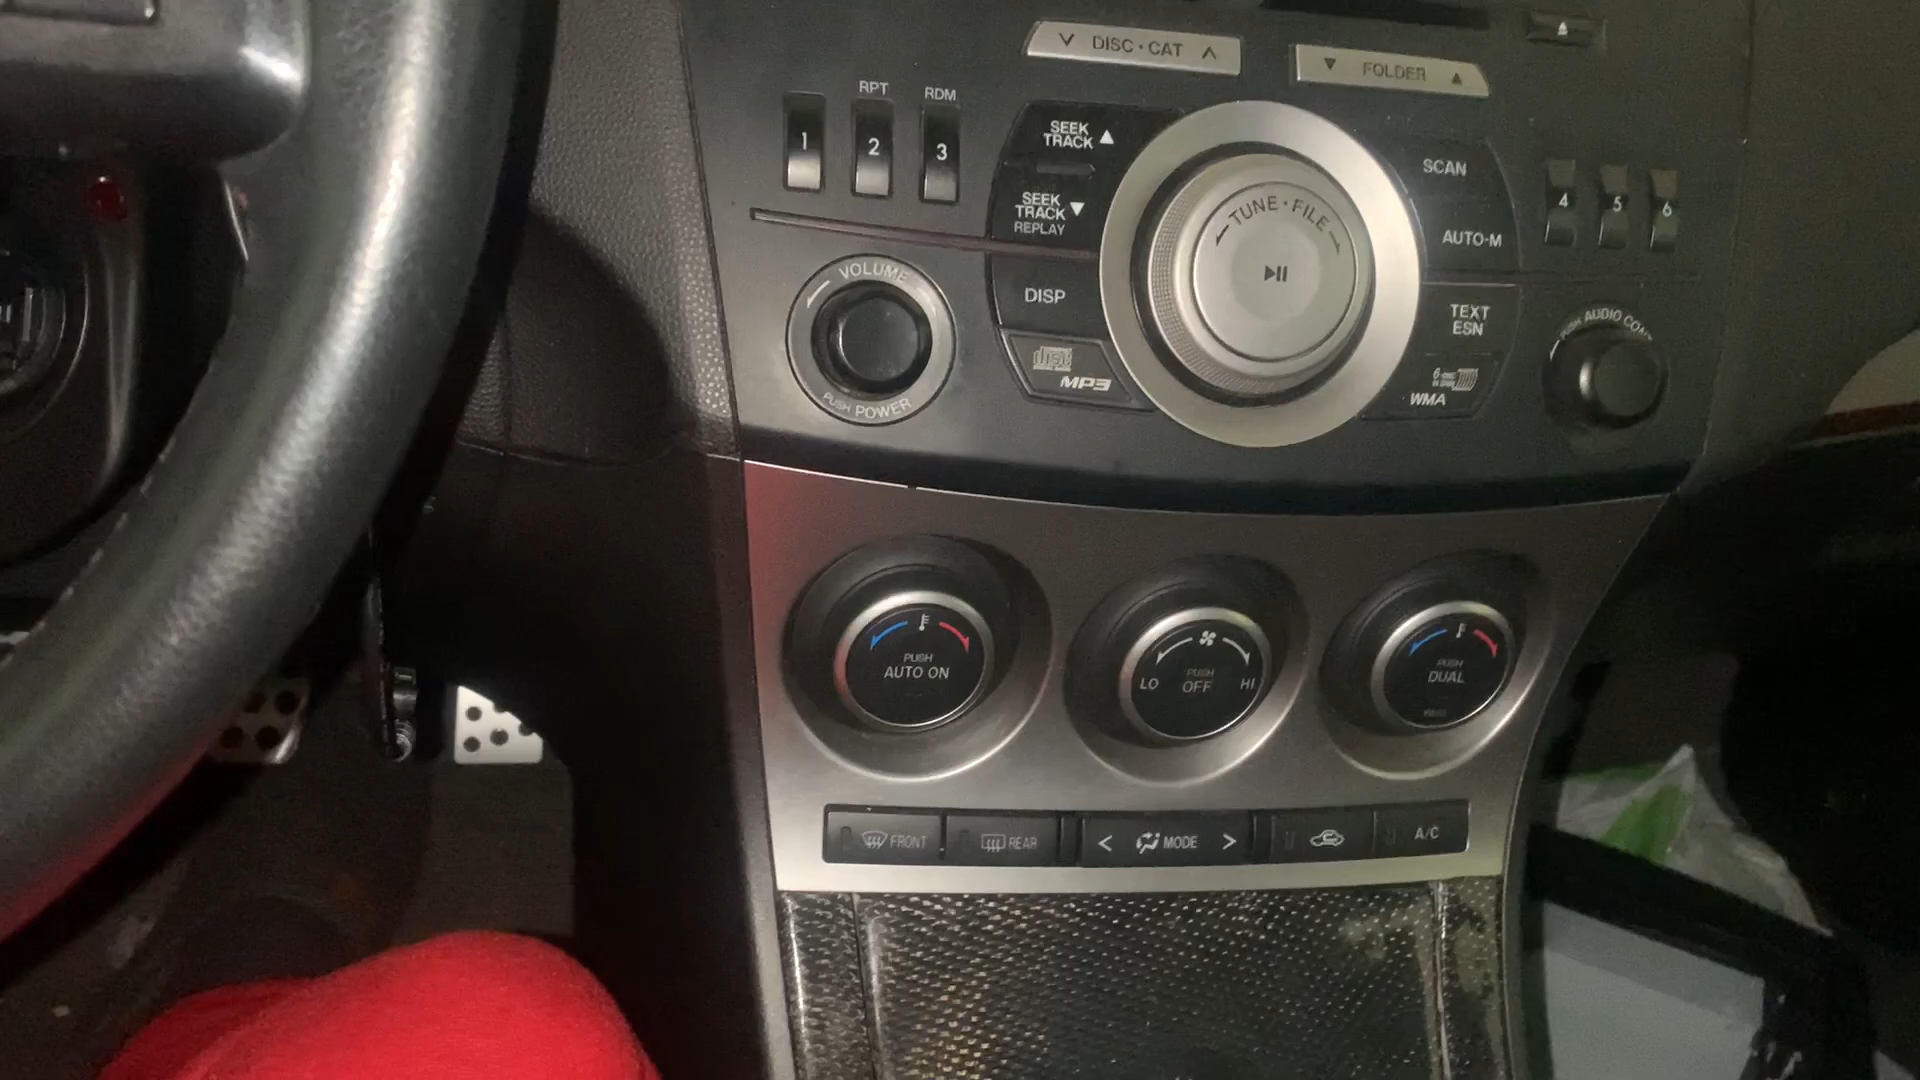 DISC • CAT
FOLDER
RPT
RDM
1
2
3
SEEK
TRACK
SEEK
TRACK
REPLAY
TUNE • FILE
SCAN
AUTO-M
4
5
6
VOLUME
PUSH POWER
DISP
disc
MP3
TEXT
ESN
WMA
PUSH AUDIO CONT
PUSH
AUTO ON
LO
PUSH
OFF
HI
PUSH
DUAL
FRONT
REAR
< MODE >
A/C